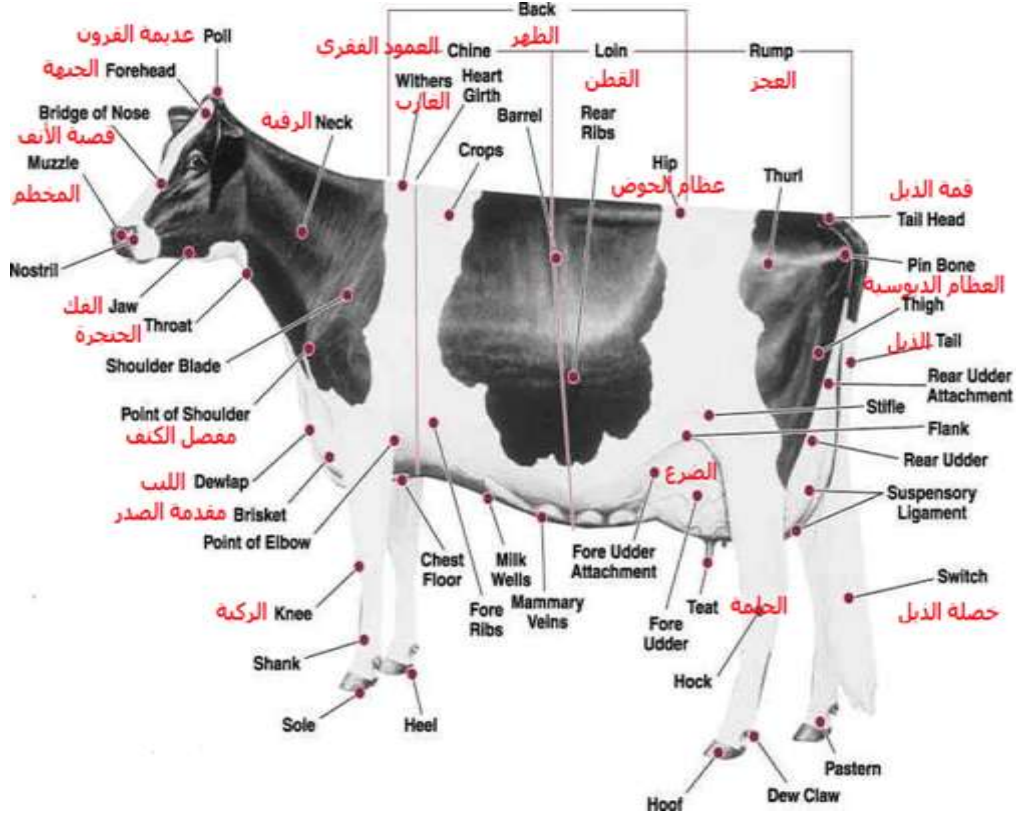 Back
الظهر
العمود الفقري Chine
Loin
القطن
Rump
العجز
عديمة القرون Poll
الجبهة Forehead
Bridge of Nose
قصبة الأنف
Muzzle
المخطم
Nostril
الرقبة Neck
Withers
الغارب
Heart
Girth
Crops
Barrel
Rear
Ribs
Hip
عظام الحوض
Thurl
قمة الذيل
Tail Head
Pin Bone
العظام الدبوسية
Thigh
الذيل Tail
Rear Udder
Attachment
Stifle
Flank
Rear Udder
Suspensory
Ligament
Switch
خصلة الذيل
الفك Jaw
الحنجرة Throat
Shoulder Blade
Point of Shoulder
مفصل الكتف
اللبب Dewlap
مقدمة الصدر Brisket
Point of Elbow
الركبة Knee
Shank
Sole
Heel
Chest
Floor
Fore
Ribs
Milk
Wells
Mammary
Veins
Fore Udder
Attachment
الضرع
Fore
Udder
Teat
الحلمة
Hock
Hoof
Dew Claw
Pastern